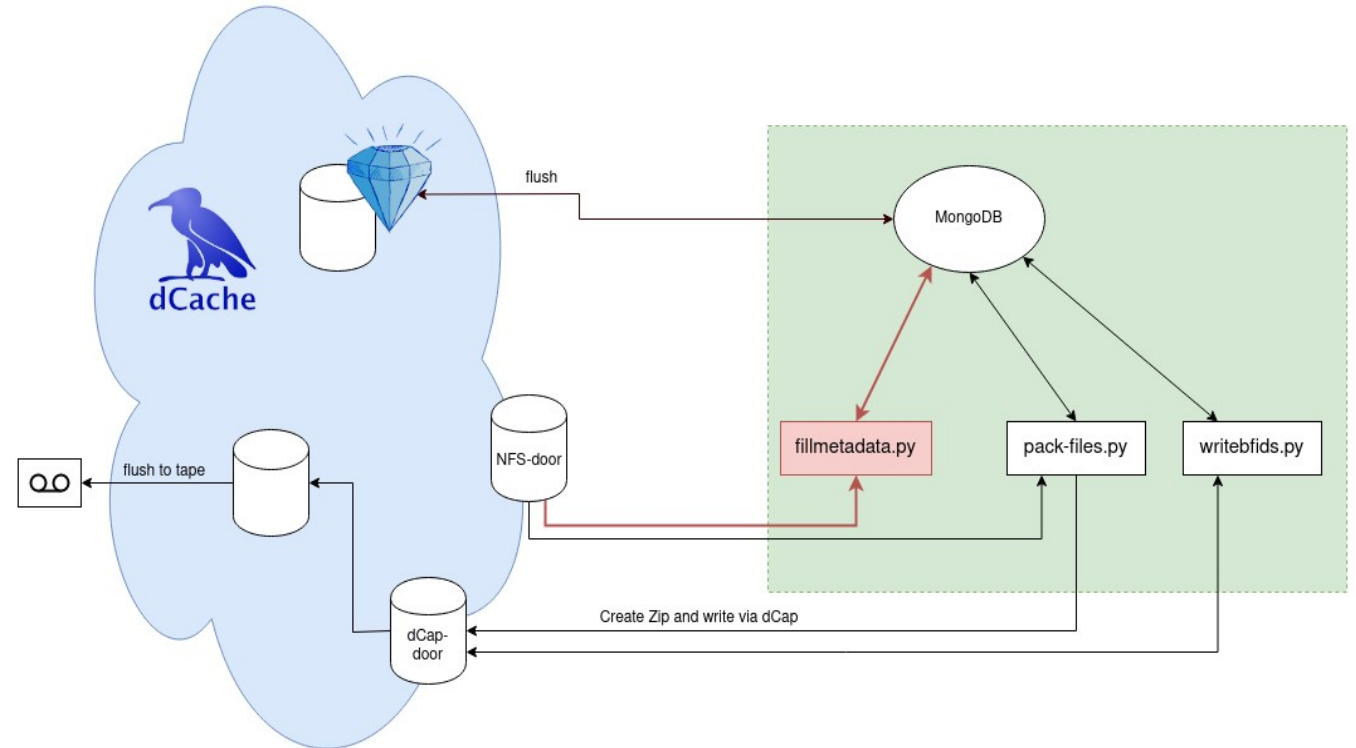 flush
MongoDB
dCache
fillmetadata.py
pack-files.py
writebfids.py
NFS-door
flush to tape
Create Zip and write via dCap
dCap-
door